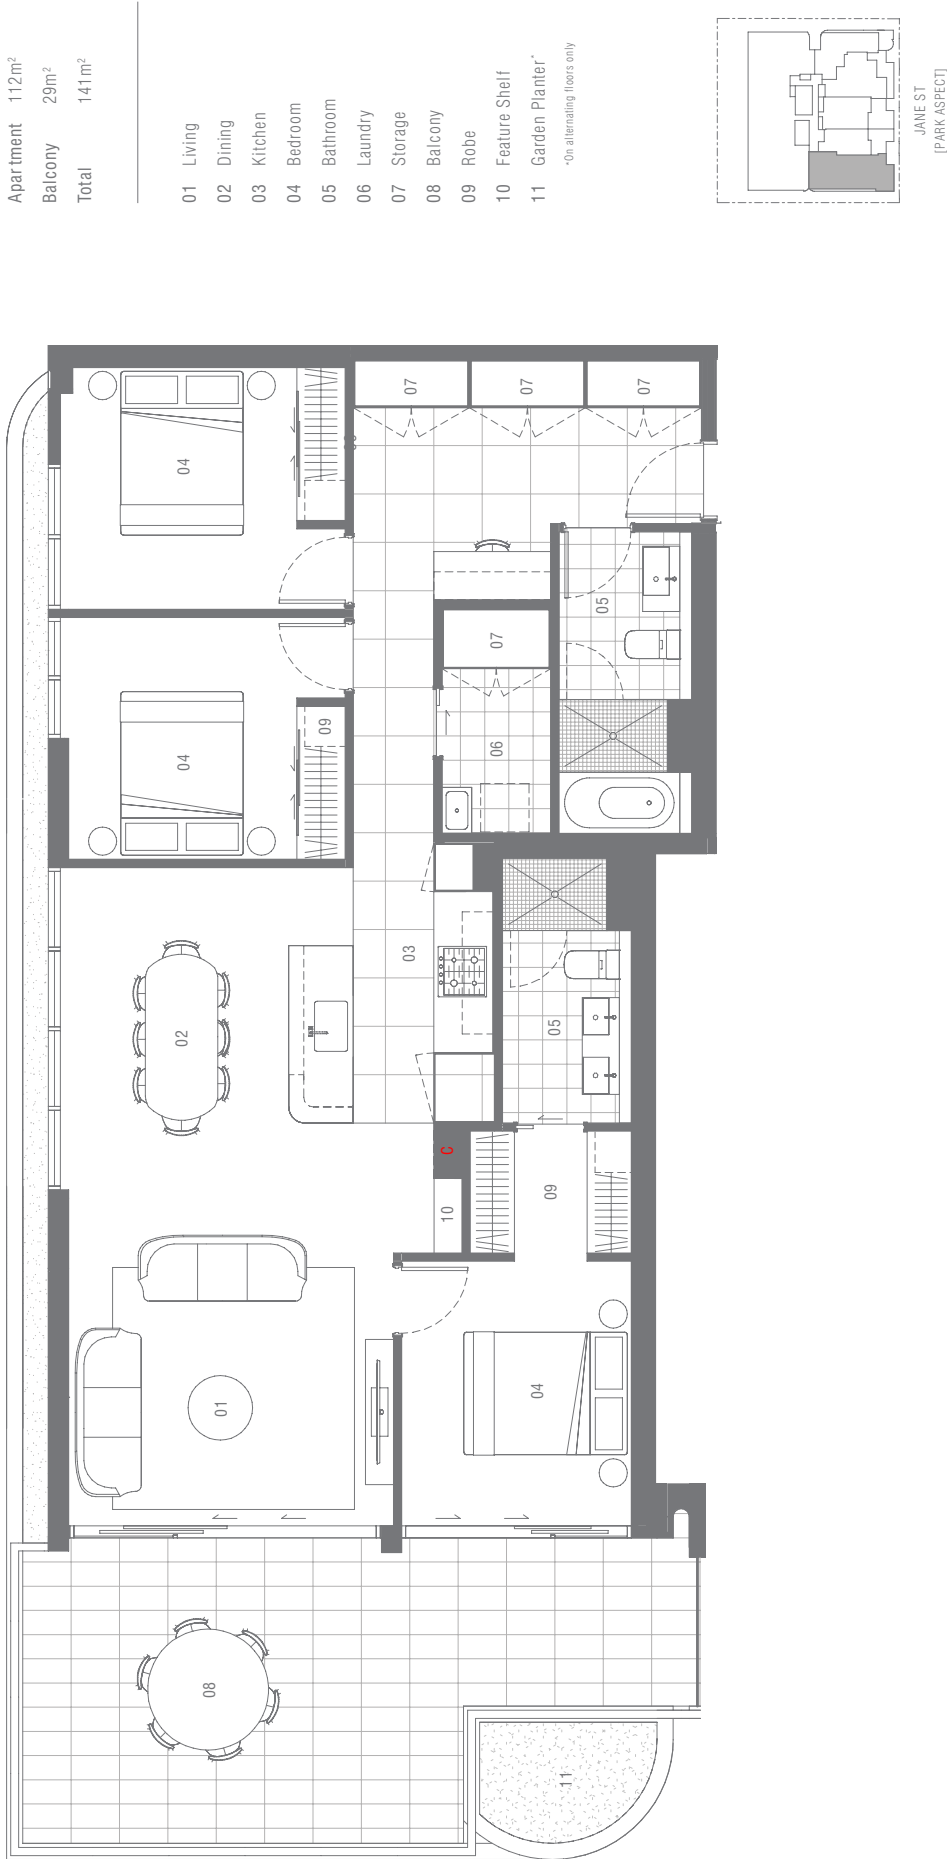 Apartment 112m²
Balcony 29m²
Total 141m²
01 Living
02 Dining
03 Kitchen
04 Bedroom
05 Bathroom
06 Laundry
07 Storage
08 Balcony
09 Robe
10 Feature Shelf
11 Garden Planter*
*On alternating floors only
JANE ST
[PARK ASPECT]
07
07
07
04
05
07
09
04
06
03
02
05
C
09
10
04
01
08
11